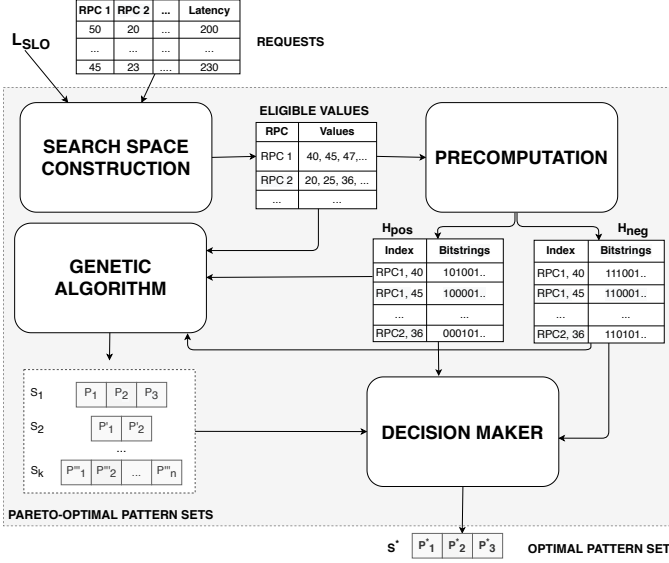 RPC 1 RPC 2 ... Latency
50 20 ... 200
... ... ... ...
45 23 .... 230
REQUESTS
LSLO
SEARCH SPACE
CONSTRUCTION
ELIGIBLE VALUES
RPC Values
RPC 1 40, 45, 47,...
RPC 2 20, 25, 36, ...
... ...
PRECOMPUTATION
Hpos
Index Bitstrings
RPC1, 40 101001..
RPC1, 45 100001..
... ...
RPC2, 36 000101..
Hneg
Index Bitstrings
RPC1, 40 111001..
RPC1, 45 110001..
... ...
RPC2, 36 110101..
GENETIC
ALGORITHM
S1 P1 P2 P3
S2 P'1 P'2
...
Sk P'''1 P'''2 ... P'''n
PARETO-OPTIMAL PATTERN SETS
DECISION MAKER
S* P*1 P*2 P*3
OPTIMAL PATTERN SET